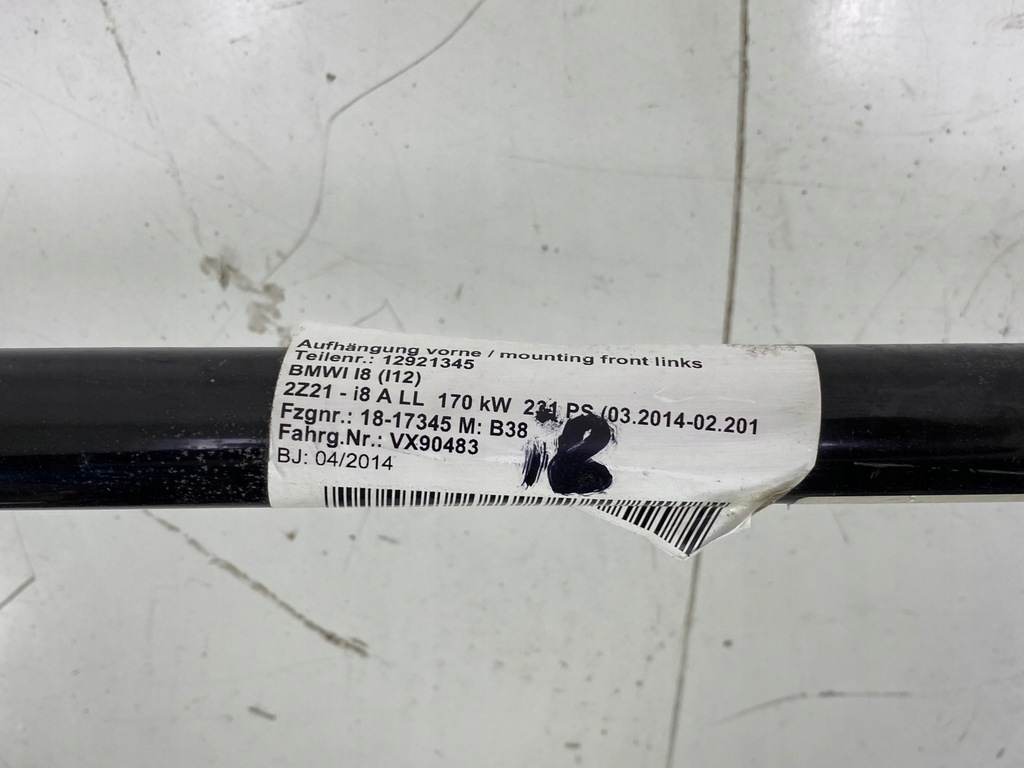 Aufhängung vorne / mounting front links
Teilenr.: 12921345
BMWI I8 (I12)
2Z21 - i8 A LL 170 kW 231 PS (03.2014-02.201
Fzgnr.: 18-17345 M: B38
Fahrg.Nr.: VX90483
BJ: 04/2014
18